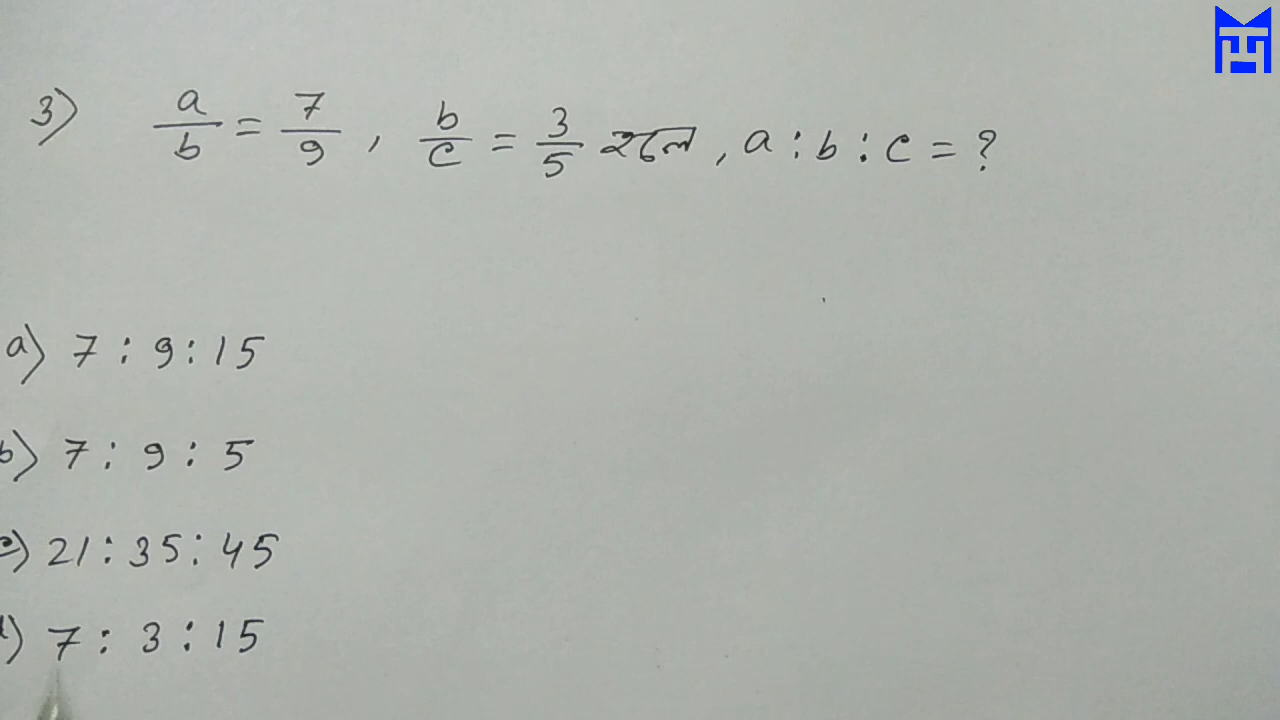 3) a/b = 7/9 , b/c = 3/5 হলে , a : b : c = ?
a) 7 : 9 : 15
b) 7 : 9 : 5
c) 21 : 35 : 45
d) 7 : 3 : 15